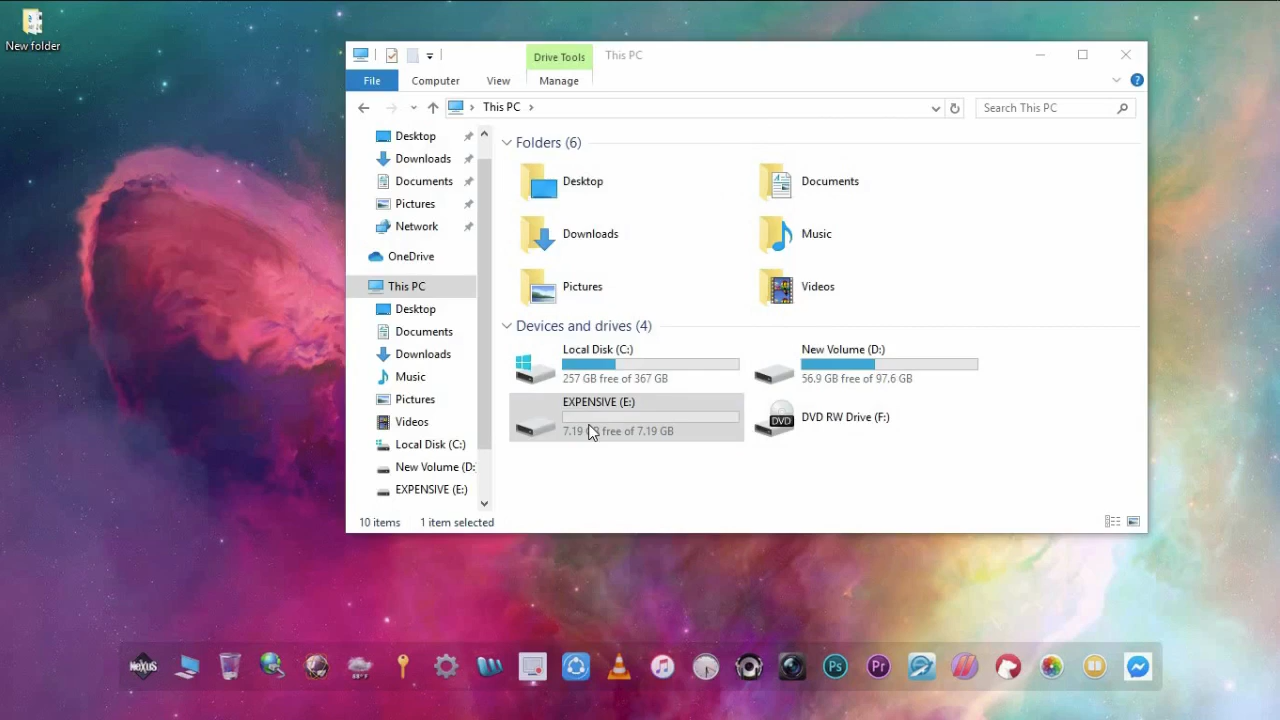 New folder
Drive Tools
This PC
File
Computer
View
Manage
This PC
Search This PC
Desktop
Downloads
Documents
Pictures
Network
OneDrive
This PC
Desktop
Documents
Downloads
Music
Pictures
Videos
Local Disk (C:)
New Volume (D:
EXPENSIVE (E:)
Folders (6)
Desktop
Documents
Downloads
Music
Pictures
Videos
Devices and drives (4)
Local Disk (C:)
257 GB free of 367 GB
New Volume (D:)
56.9 GB free of 97.6 GB
EXPENSIVE (E:)
7.19 GB free of 7.19 GB
DVD
DVD RW Drive (F:)
10 items
1 item selected
NeXuS
Ps
Pr